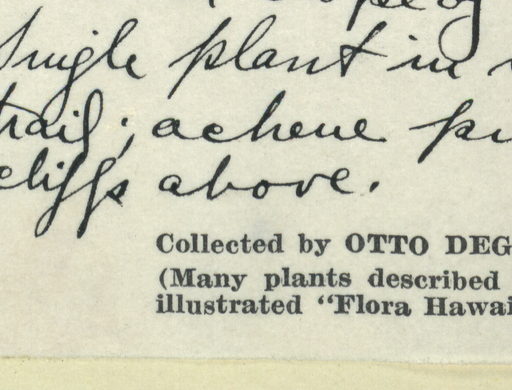 Single plant in
trail; achene
cliffs above.
Collected by OTTO DEG
(Many plants described
illustrated "Flora Hawai